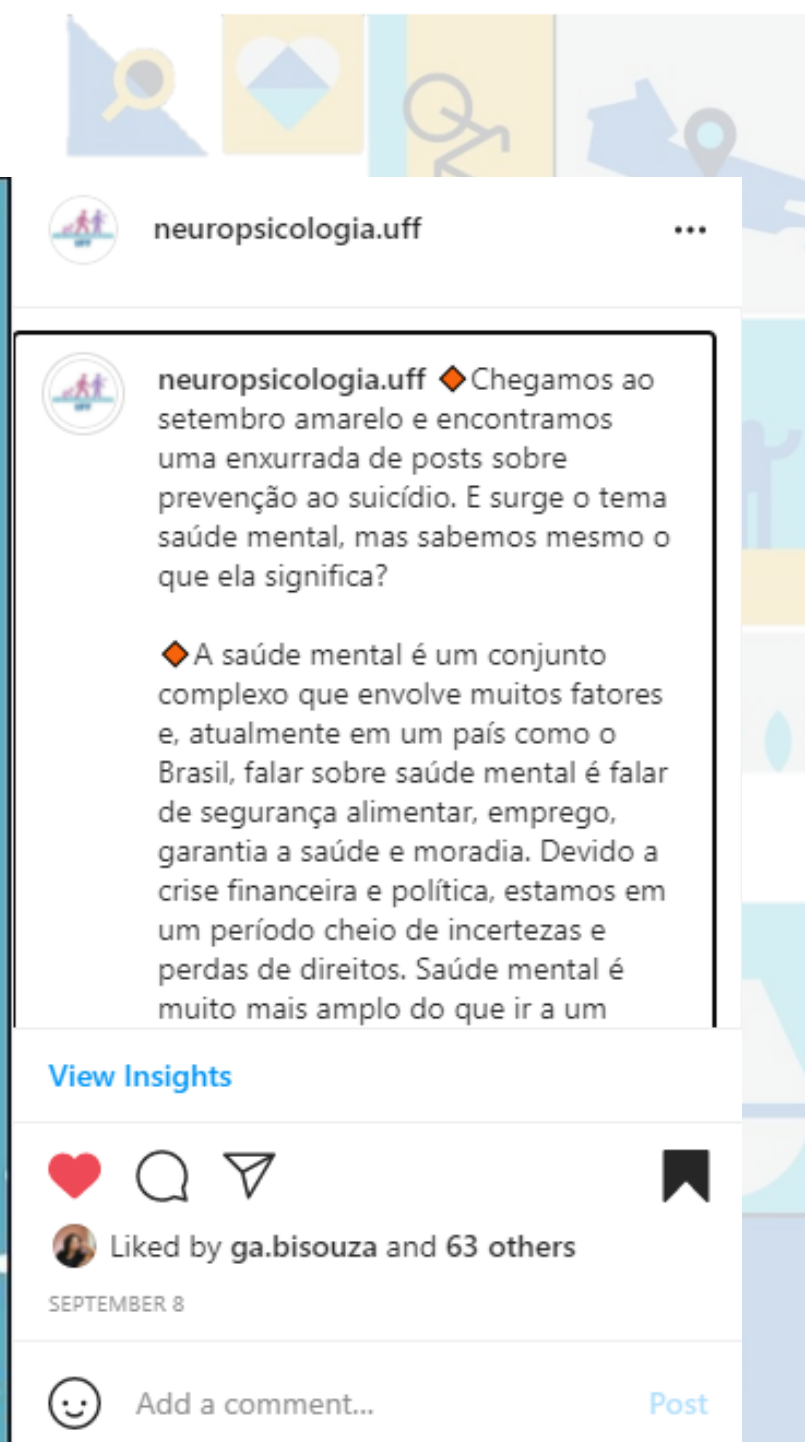 neuropsicologia.uff
neuropsicologia.uff 🔶Chegamos ao
setembro amarelo e encontramos
uma enxurrada de posts sobre
prevenção ao suicídio. E surge o tema
saúde mental, mas sabemos mesmo o
que ela significa?
🔶A saúde mental é um conjunto
complexo que envolve muitos fatores
e, atualmente em um país como o
Brasil, falar sobre saúde mental é falar
de segurança alimentar, emprego,
garantia a saúde e moradia. Devido a
crise financeira e política, estamos em
um período cheio de incertezas e
perdas de direitos. Saúde mental é
muito mais amplo do que ir a um
View Insights
Liked by ga.bisouza and 63 others
SEPTEMBER 8
Add a comment...
Post